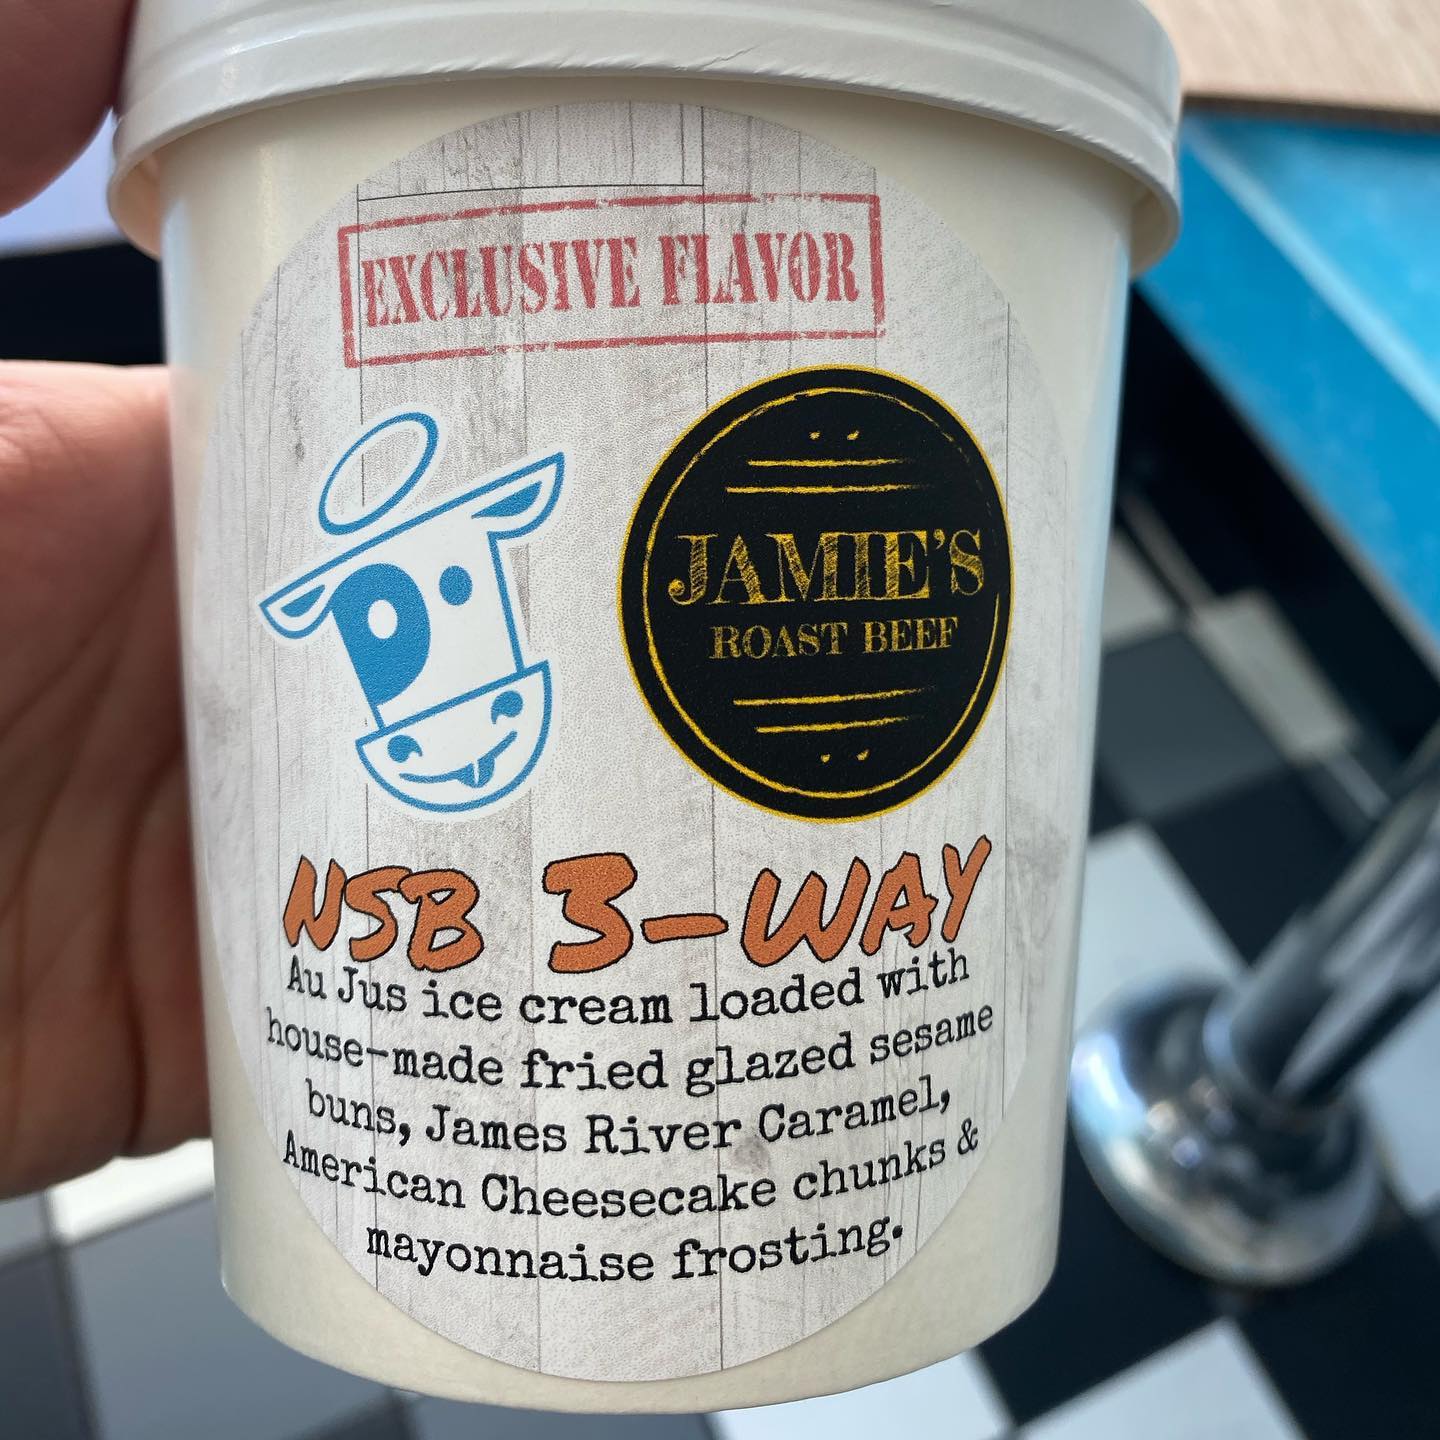 EXCLUSIVE FLAVOR
JAMIE'S
ROAST BEEF
NSB 3-WAY
Au Jus ice cream loaded with
house-made fried glazed sesame
buns, James River Caramel,
American Cheesecake chunks &
mayonnaise frosting.